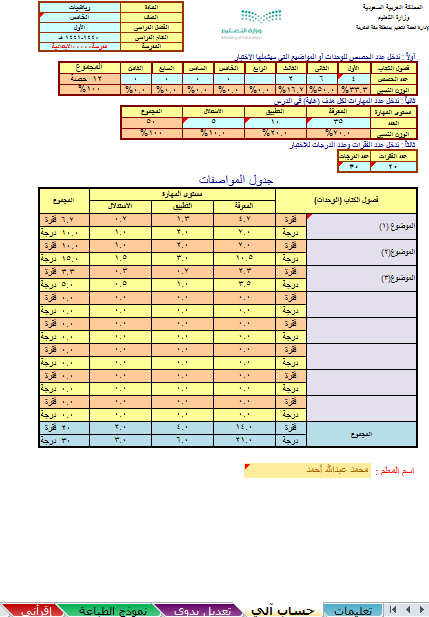 المملكة العربية السعودية
وزارة التعليم
وزارة التعليم
Ministry of Education
المادة رياضيات
الصف الخامس
الفصل الدراسي الأول
العام الدراسي ١٤٤٠-١٤٤١ هـ
المدرسة مدرسة٠٠٠٠٠الابتدائية
أولاً : ندخل عدد الحصص للوحدات أو المواضيع التي سيشملها الاختبار
فصول الكتاب الأول الثاني الثالث الرابع الخامس السادس السابع الثامن المجموع
عدد الحصص ٤ ٦ ٢ ٠ ٠ ٠ ٠ ٠ ١٢ حصة
الوزن النسبي ٣٣.٣% ٥٠.٠% ١٦.٧% ٠.٠% ٠.٠% ٠.٠% ٠.٠% ٠.٠% ١٠٠%
ثانياً : ندخل عدد المهارات لكل هدف (غاية) في الدرس
مستوى المهارة المعرفة التطبيق الاستدلال المجموع
العدد ٣٥ ١٠ ٥ ٥٠
الوزن النسبي ٧٠.٠% ٢٠.٠% ١٠.٠% ١٠٠%
ثالثاً : ندخل عدد الفقرات وعدد الدرجات للاختبار
عدد الفقرات عدد الدرجات
٢٠ ٣٠
جدول المواصفات
فصول الكتاب (الوحدات) مستوى المهارة المجموع
المعرفة التطبيق الاستدلال
الموضوع (١) فقرة ٤.٧ ١.٣ ٠.٧ ٦.٧ فقرة
درجة ٧.٠ ٢.٠ ١.٠ ١٠.٠ درجة
الموضوع(٢) فقرة ٧.٠ ٢.٠ ١.٠ ١٠.٠ فقرة
درجة ١٠.٥ ٣.٠ ١.٥ ١٥.٠ درجة
الموضوع(٣) فقرة ٢.٣ ٠.٧ ٠.٣ ٣.٣ فقرة
درجة ٣.٥ ١.٠ ٠.٥ ٥.٠ درجة
فقرة ٠.٠ ٠.٠ ٠.٠ ٠.٠ فقرة
درجة ٠.٠ ٠.٠ ٠.٠ ٠.٠ درجة
فقرة ٠.٠ ٠.٠ ٠.٠ ٠.٠ فقرة
درجة ٠.٠ ٠.٠ ٠.٠ ٠.٠ درجة
فقرة ٠.٠ ٠.٠ ٠.٠ ٠.٠ فقرة
درجة ٠.٠ ٠.٠ ٠.٠ ٠.٠ درجة
فقرة ٠.٠ ٠.٠ ٠.٠ ٠.٠ فقرة
درجة ٠.٠ ٠.٠ ٠.٠ ٠.٠ درجة
فقرة ٠.٠ ٠.٠ ٠.٠ ٠.٠ فقرة
درجة ٠.٠ ٠.٠ ٠.٠ ٠.٠ درجة
المجموع فقرة ١٤.٠ ٤.٠ ٢.٠ ٢٠ فقرة
درجة ٢١.٠ ٦.٠ ٣.٠ ٣٠ درجة
اسم المعلم : محمد عبدالله أحمد
تعليمات حساب آلي تعديل يدوي نموذج الطباعة إقرأني